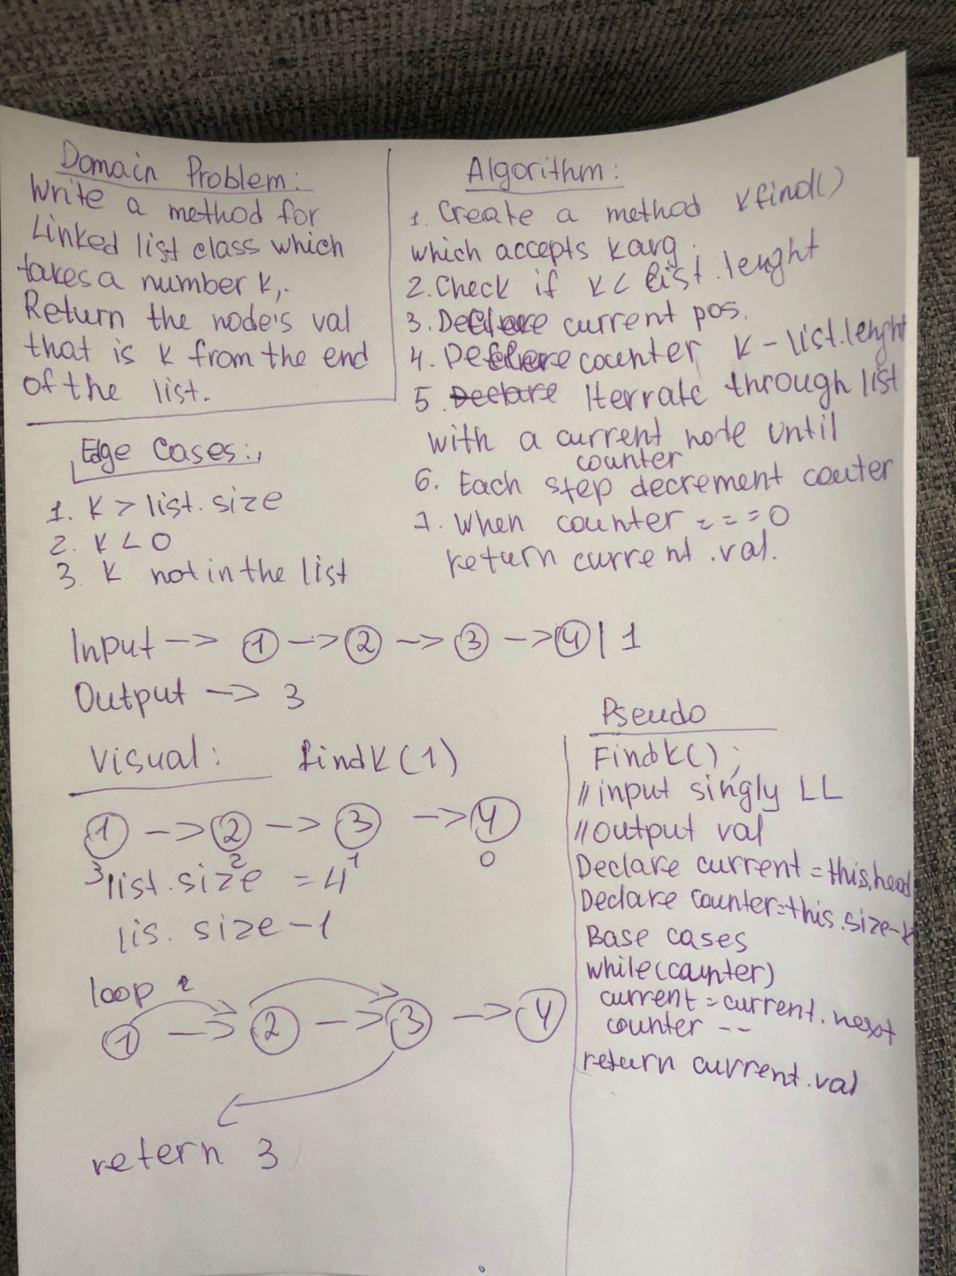 Domain Problem:
Write a method for
Linked list class which
takes a number k,.
Return the node's val
that is k from the end
of the list.
Edge Cases:
1. K > list.size
2. K < 0
3. K not in the list
Algorithm:
1. Create a method kfind()
which accepts k arg.
2. Check if k < list.lenght
3. Declare current pos.
4. Declare counter k - list.lenght
5. Declare Iterrate through list
with a current node until
counter
6. Each step decrement couter
7. When counter === 0
return current.val.
Input -> 1 -> 2 -> 3 -> 4 | 1
Output -> 3
Visual: findK(1)
1 -> 2 -> 3 -> 4
3 2 1 0
list.size = 4
lis. size-1
loop
1 -> 2 -> 3 -> 4
retern 3
Pseudo
FindK();
// input singly LL
// output val
Declare current = this.head
Declare counter = this.size-k
Base cases
while(counter)
current = current.next
counter --
return current.val